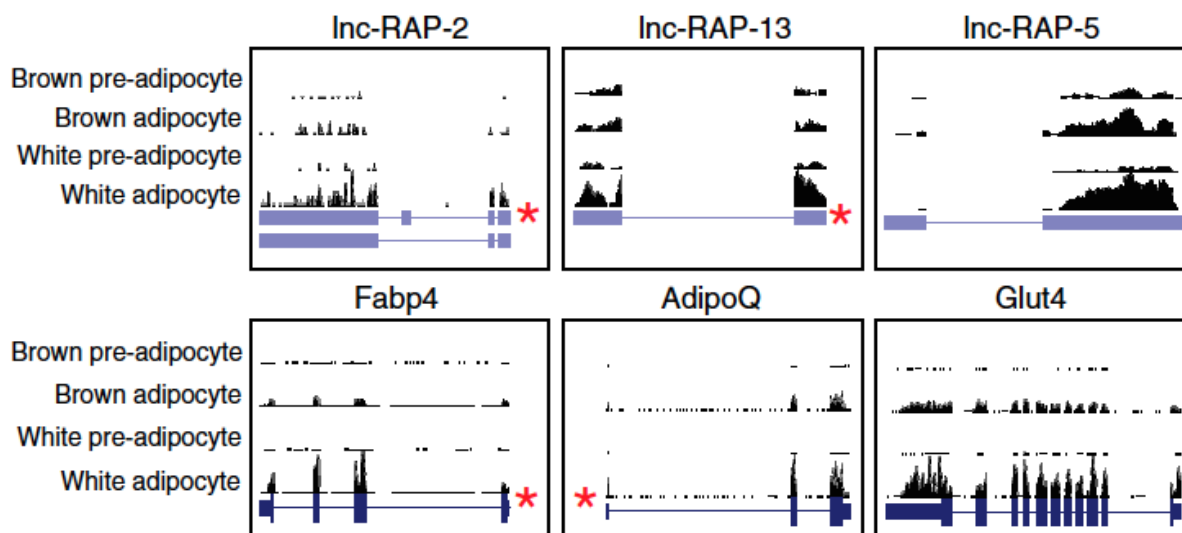 lnc-RAP-2 lnc-RAP-13 lnc-RAP-5
Brown pre-adipocyte
Brown adipocyte
White pre-adipocyte
White adipocyte
*
*
Fabp4 AdipoQ Glut4
Brown pre-adipocyte
Brown adipocyte
White pre-adipocyte
White adipocyte
* *